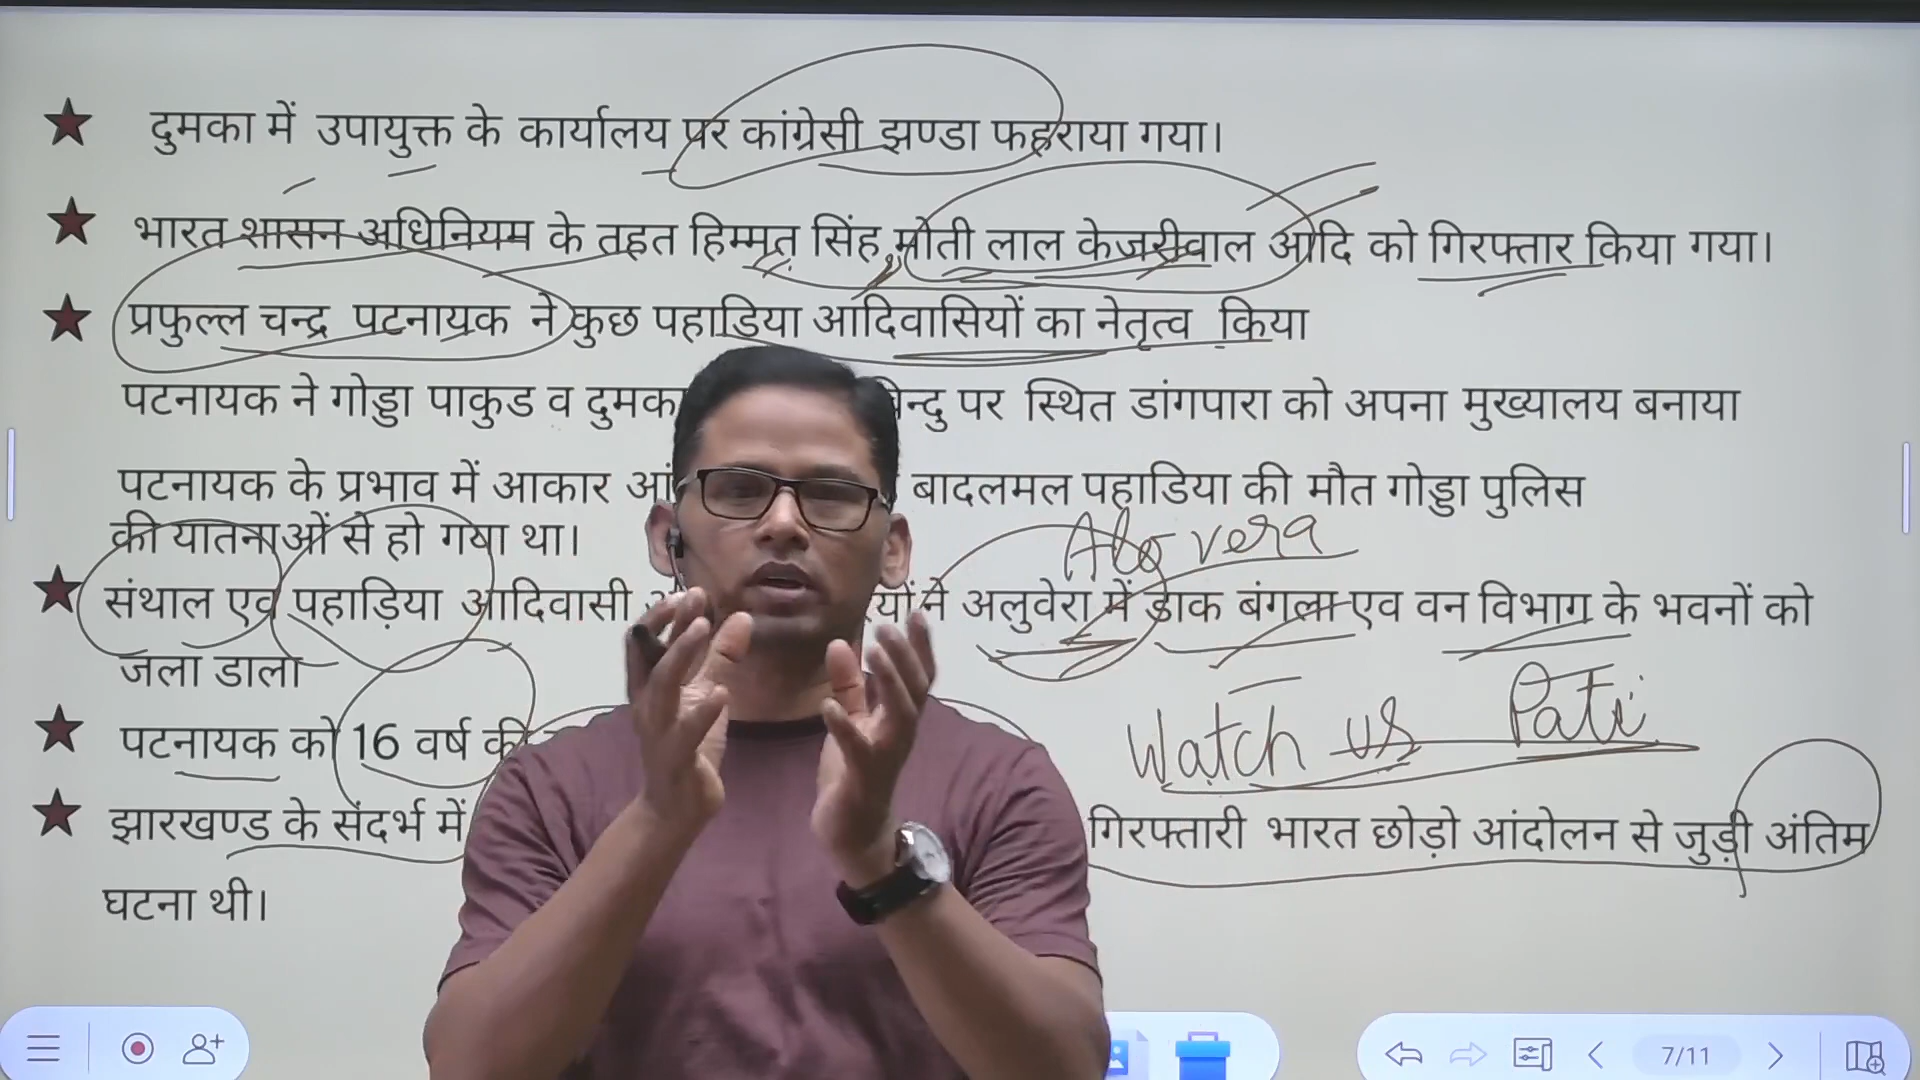 दुमका में उपायुक्त के कार्यालय पर कांग्रेसी झण्डा फहराया गया।
भारत शासन अधिनियम के तहत हिम्मत सिंह, मोती लाल केजरीवाल आदि को गिरफ्तार किया गया।
प्रफुल्ल चन्द्र पटनायक ने कुछ पहाडिया आदिवासियों का नेतृत्व किया
पटनायक ने गोड्डा पाकुड व दुमका पर स्थित डांगपारा को अपना मुख्यालय बनाया
पटनायक के प्रभाव में आकार बादलमल पहाडिया की मौत गोड्डा पुलिस
की यातनाओं से हो गया था।
Alo vera
संथाल एव पहाड़िया आदिवासी ने अलुवेरा में डाक बंगला एव वन विभाग के भवनों को
जला डाला
Watch us Pati
पटनायक को 16 वर्ष की
झारखण्ड के संदर्भ में गिरफ्तारी भारत छोड़ो आंदोलन से जुड़ी अंतिम
घटना थी।
7/11